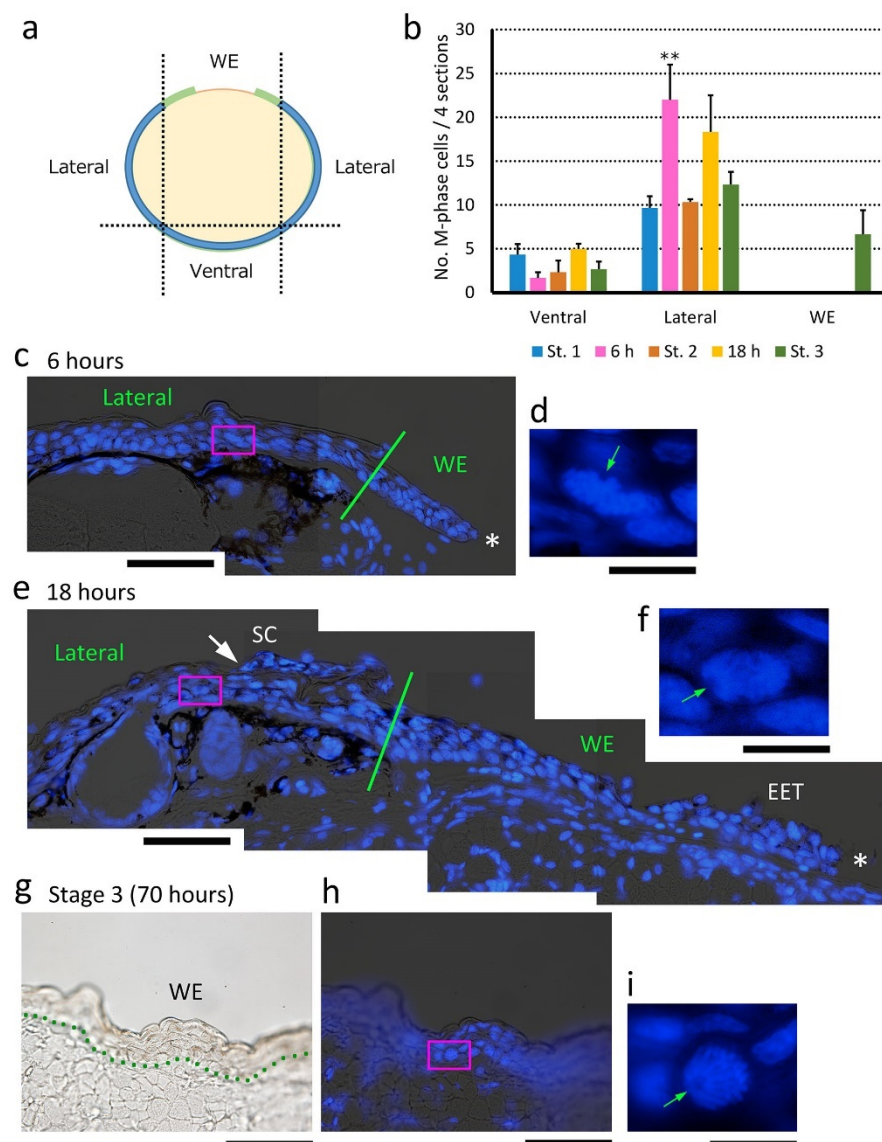 a
WE
Lateral
Lateral
Ventral
b
No. M-phase cells / 4 sections
30
25
20
15
10
5
0
**
Ventral
Lateral
WE
St. 1
6 h
St. 2
18 h
St. 3
c 6 hours
Lateral
WE
*
d
e 18 hours
Lateral
SC
WE
EET
*
f
g Stage 3 (70 hours)
WE
h
i